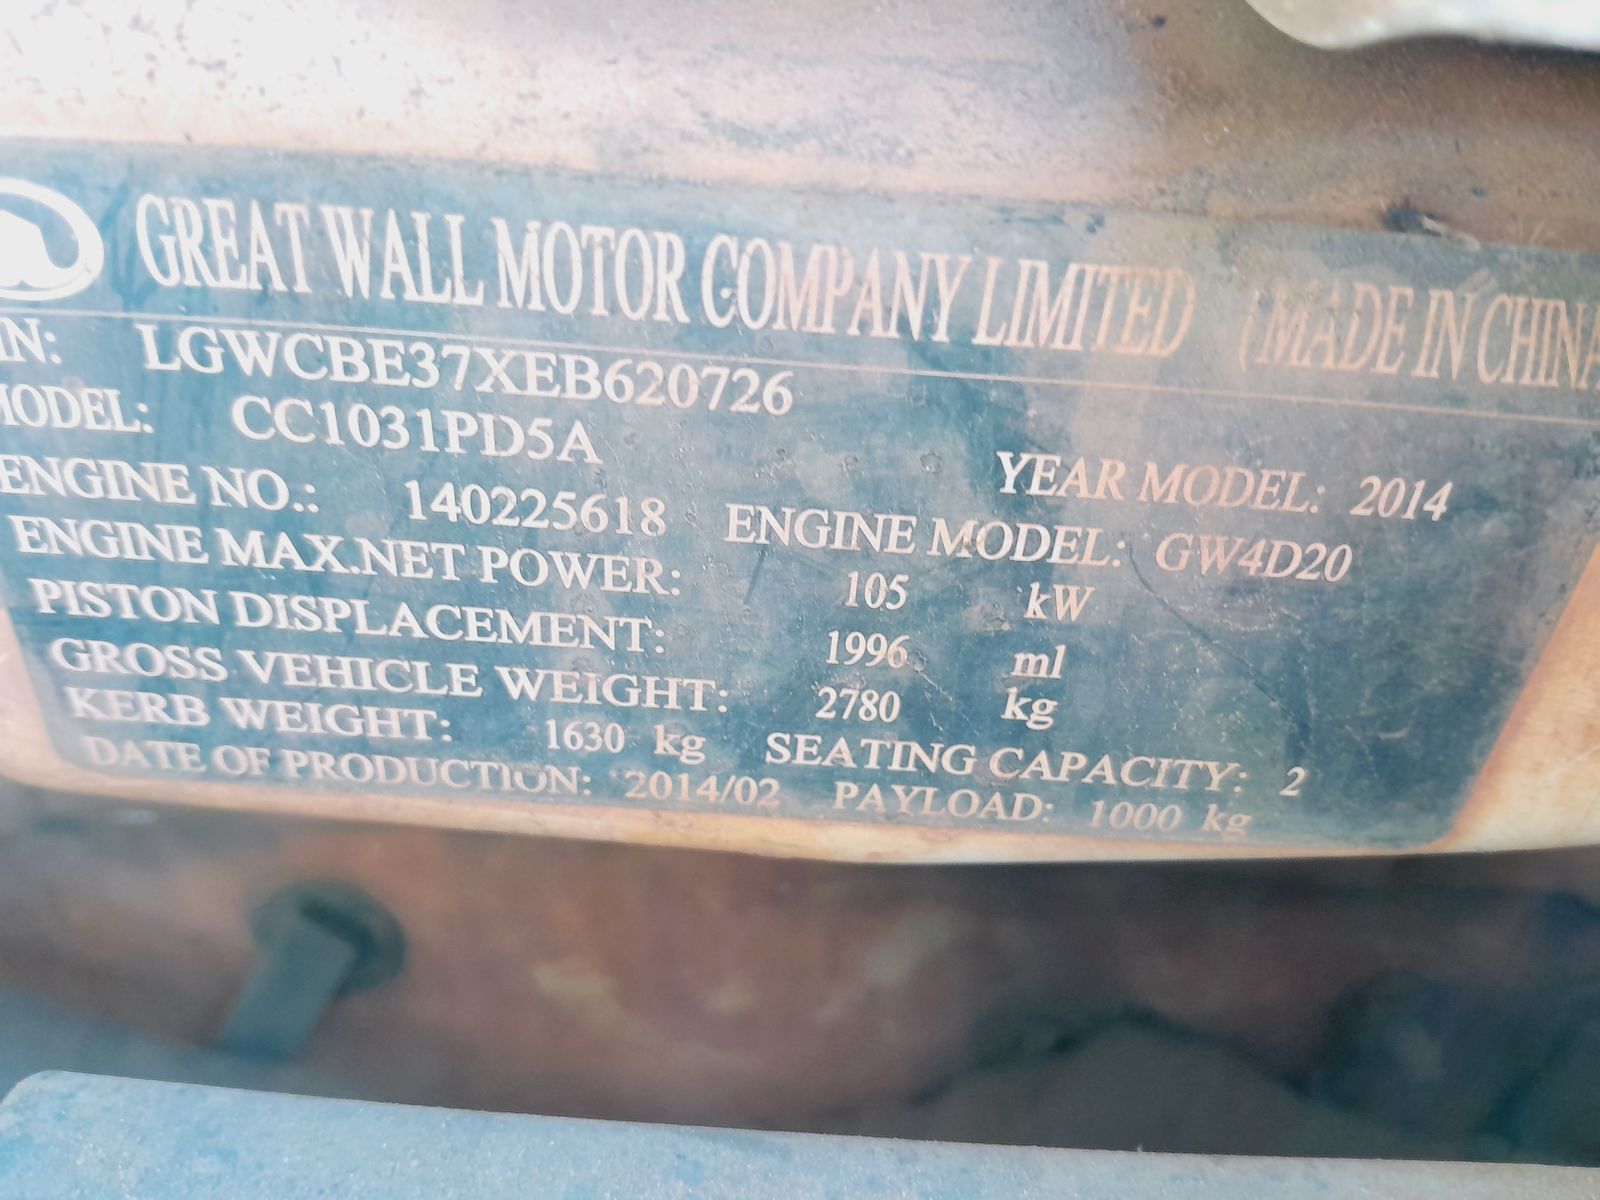 GREAT WALL MOTOR COMPANY LIMITED (MADE IN CHINA
IN: LGWCBE37XEB620726
MODEL: CC1031PD5A YEAR MODEL: 2014
ENGINE NO.: 140225618 ENGINE MODEL: GW4D20
ENGINE MAX.NET POWER: 105 kW
PISTON DISPLACEMENT: 1996 ml
GROSS VEHICLE WEIGHT: 2780 kg
KERB WEIGHT: 1630 kg SEATING CAPACITY: 2
DATE OF PRODUCTION: 2014/02 PAYLOAD: 1000 kg